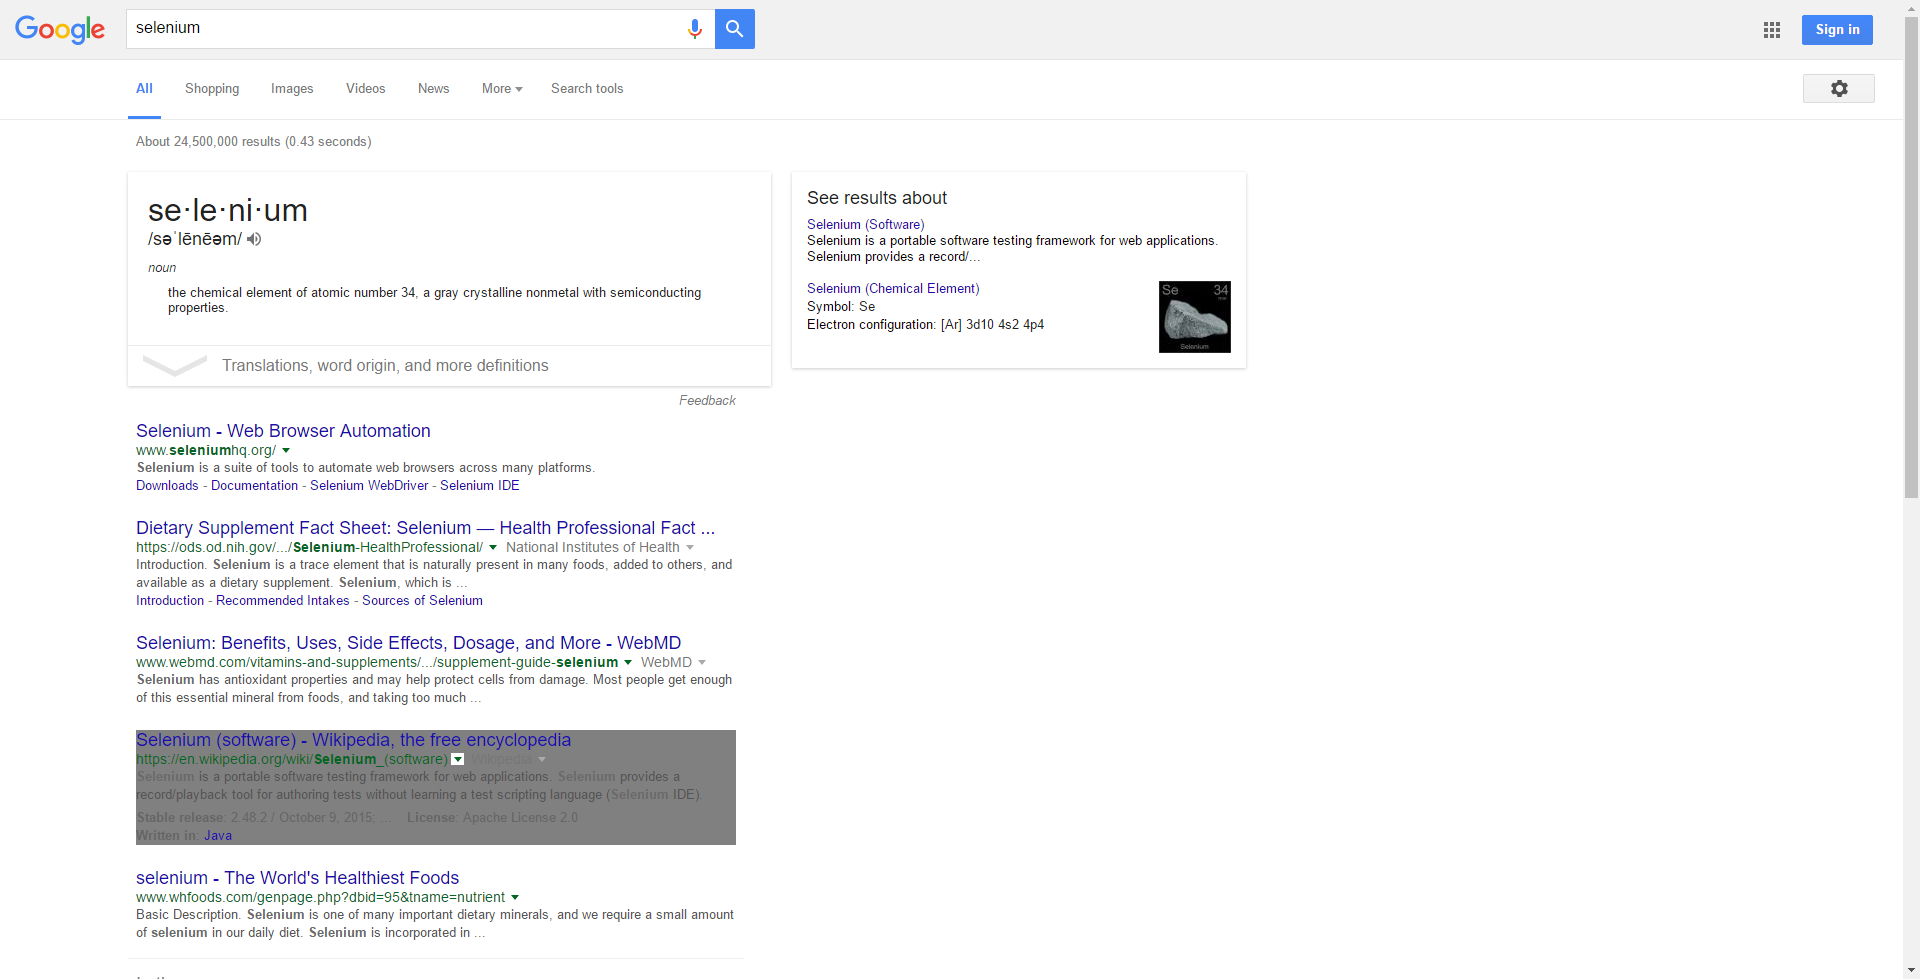 Google
selenium
Sign in
All Shopping Images Videos News More Search tools
About 24,500,000 results (0.43 seconds)
se·le·ni·um
/səˈlēnēəm/
noun
the chemical element of atomic number 34, a gray crystalline nonmetal with semiconducting
properties.
Translations, word origin, and more definitions
Feedback
See results about
Selenium (Software)
Selenium is a portable software testing framework for web applications.
Selenium provides a record/...
Selenium (Chemical Element)
Symbol: Se
Electron configuration: [Ar] 3d10 4s2 4p4
Se 34
Selenium
Selenium - Web Browser Automation
www.seleniumhq.org/
Selenium is a suite of tools to automate web browsers across many platforms.
Downloads - Documentation - Selenium WebDriver - Selenium IDE
Dietary Supplement Fact Sheet: Selenium — Health Professional Fact ...
https://ods.od.nih.gov/.../Selenium-HealthProfessional/ National Institutes of Health
Introduction. Selenium is a trace element that is naturally present in many foods, added to others, and
available as a dietary supplement. Selenium, which is ...
Introduction - Recommended Intakes - Sources of Selenium
Selenium: Benefits, Uses, Side Effects, Dosage, and More - WebMD
www.webmd.com/vitamins-and-supplements/.../supplement-guide-selenium WebMD
Selenium has antioxidant properties and may help protect cells from damage. Most people get enough
of this essential mineral from foods, and taking too much ...
Selenium (software) - Wikipedia, the free encyclopedia
https://en.wikipedia.org/wiki/Selenium_(software) Wikipedia
Selenium is a portable software testing framework for web applications. Selenium provides a
record/playback tool for authoring tests without learning a test scripting language (Selenium IDE).
Stable release: 2.48.2 / October 9, 2015; ... License: Apache License 2.0
Written in: Java
selenium - The World's Healthiest Foods
www.whfoods.com/genpage.php?dbid=95&tname=nutrient
Basic Description. Selenium is one of many important dietary minerals, and we require a small amount
of selenium in our daily diet. Selenium is incorporated in ...